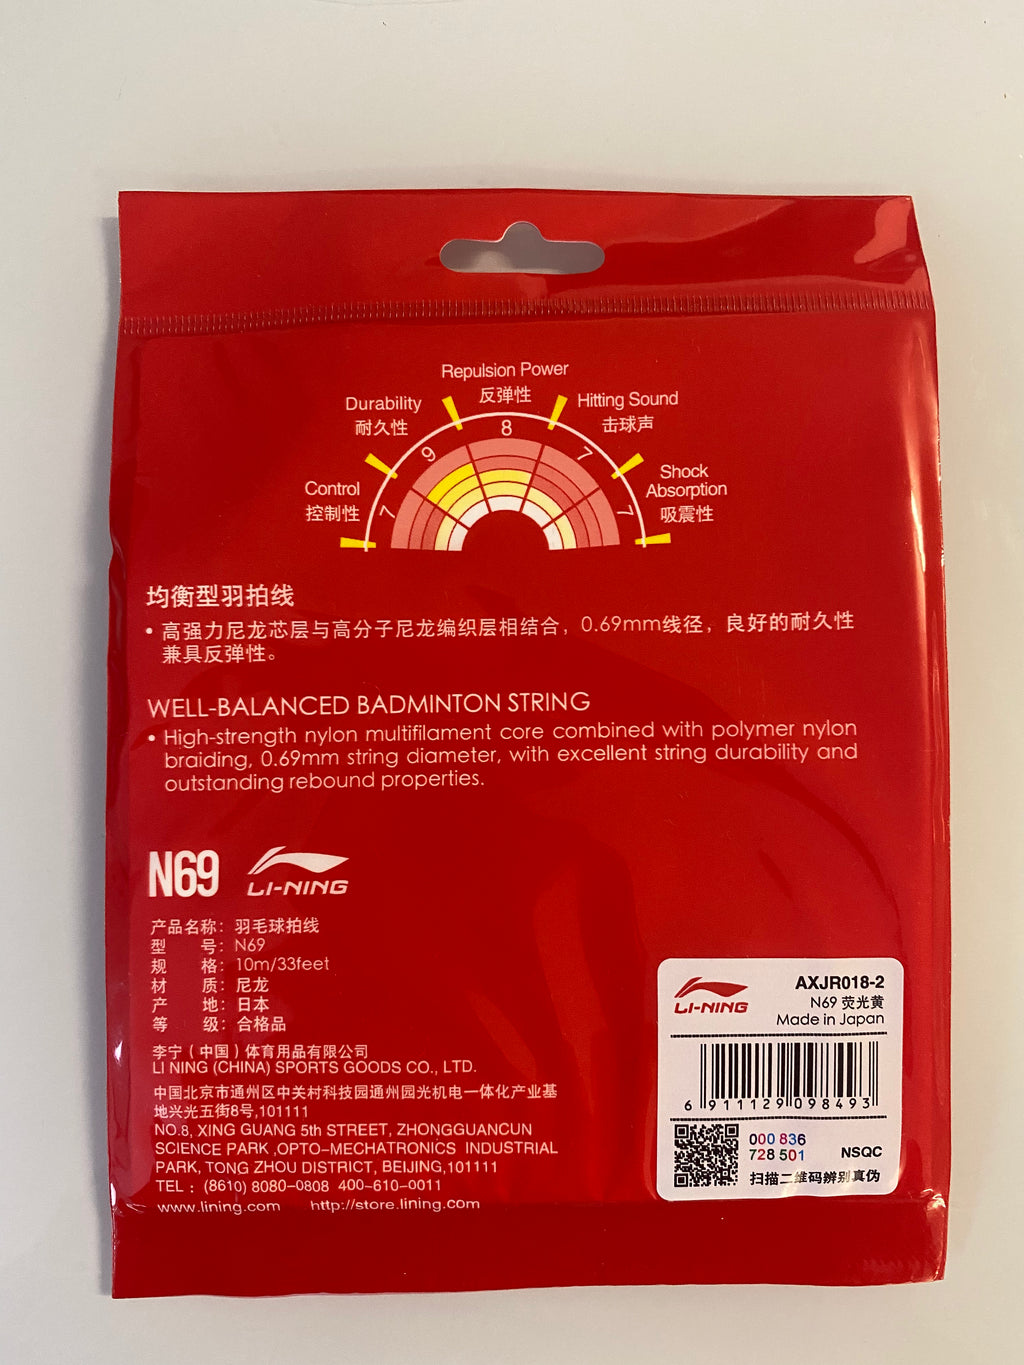 Repulsion Power
反弹性
Durability
耐久性
Hitting Sound
击球声
Control
控制性
Shock
Absorption
吸震性
7
9
8
7
7
均衡型羽拍线
• 高强力尼龙芯层与高分子尼龙编织层相结合，0.69mm线径，良好的耐久性
兼具反弹性。
WELL-BALANCED BADMINTON STRING
• High-strength nylon multifilament core combined with polymer nylon
braiding, 0.69mm string diameter, with excellent string durability and
outstanding rebound properties.
N69 LI-NING
产品名称：羽毛球拍线
型 号：N69
规 格：10m/33feet
材 质：尼龙
产 地：日本
等 级：合格品
李宁（中国）体育用品有限公司
LI NING (CHINA) SPORTS GOODS CO., LTD.
中国北京市通州区中关村科技园通州园光机电一体化产业基
地兴光五街8号,101111
NO.8, XING GUANG 5th STREET, ZHONGGUANCUN
SCIENCE PARK ,OPTO-MECHATRONICS INDUSTRIAL
PARK, TONG ZHOU DISTRICT, BEIJING,101111
TEL : (8610) 8080-0808 400-610-0011
www.lining.com http://store.lining.com
LI-NING
AXJR018-2
N69 荧光黄
Made in Japan
6 911129 098493
000 836
728 501
NSQC
扫描二维码辨别真伪